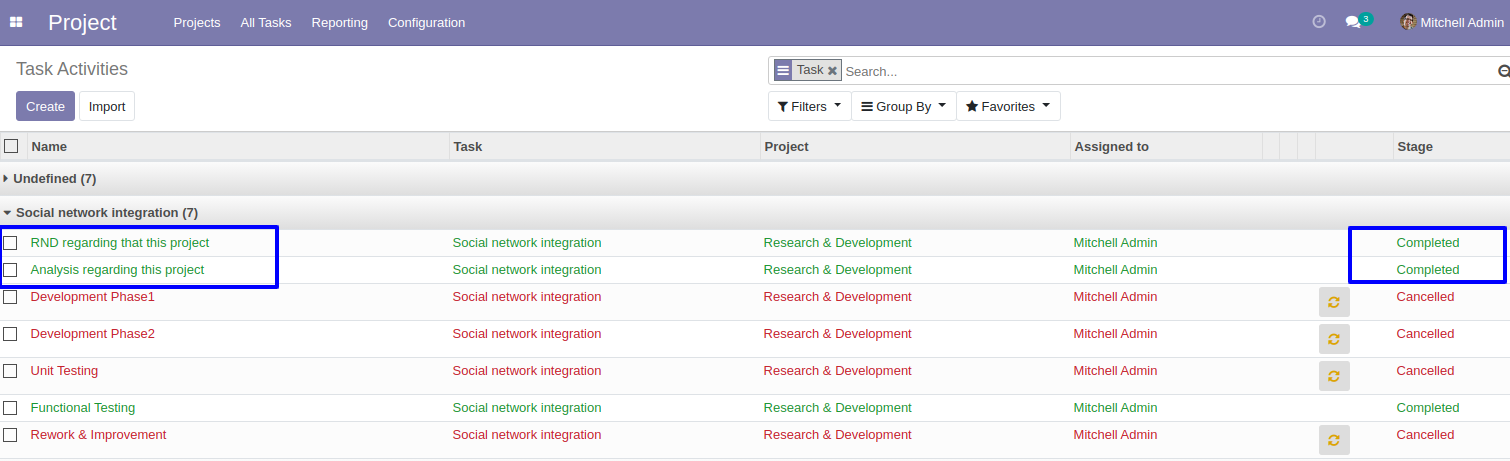 Project Projects All Tasks Reporting Configuration 3 Mitchell Admin
Task Activities Task Search...
Create Import Filters Group By Favorites
Name Task Project Assigned to Stage
Undefined (7)
Social network integration (7)
RND regarding that this project Social network integration Research & Development Mitchell Admin Completed
Analysis regarding this project Social network integration Research & Development Mitchell Admin Completed
Development Phase1 Social network integration Research & Development Mitchell Admin Cancelled
Development Phase2 Social network integration Research & Development Mitchell Admin Cancelled
Unit Testing Social network integration Research & Development Mitchell Admin Cancelled
Functional Testing Social network integration Research & Development Mitchell Admin Completed
Rework & Improvement Social network integration Research & Development Mitchell Admin Cancelled